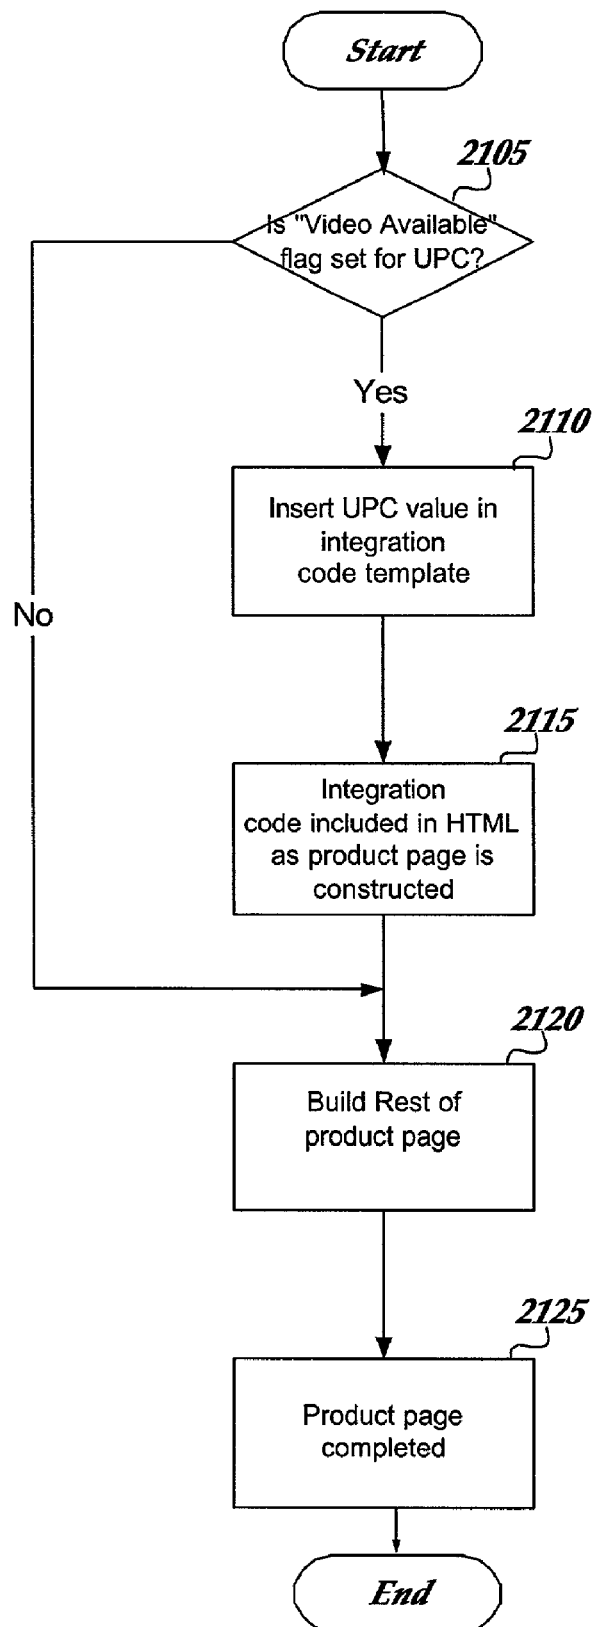 Start
2105
Is "Video Available"
flag set for UPC?
Yes
2110
Insert UPC value in
integration
code template
No
2115
Integration
code included in HTML
as product page is
constructed
2120
Build Rest of
product page
2125
Product page
completed
End